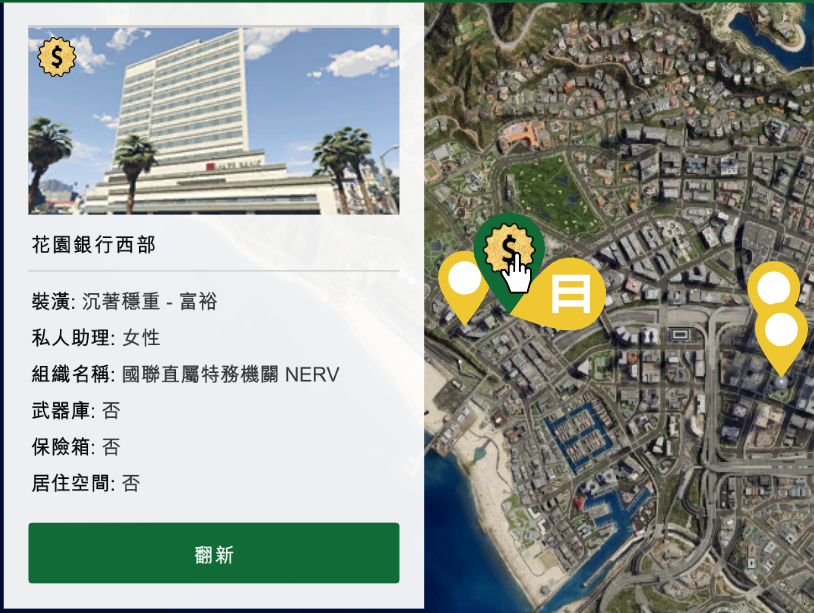 $
MAZE BANK
花園銀行西部
裝潢: 沉著穩重 - 富裕
私人助理: 女性
組織名稱: 國聯直屬特務機關 NERV
武器庫: 否
保險箱: 否
居住空間: 否
翻新
$